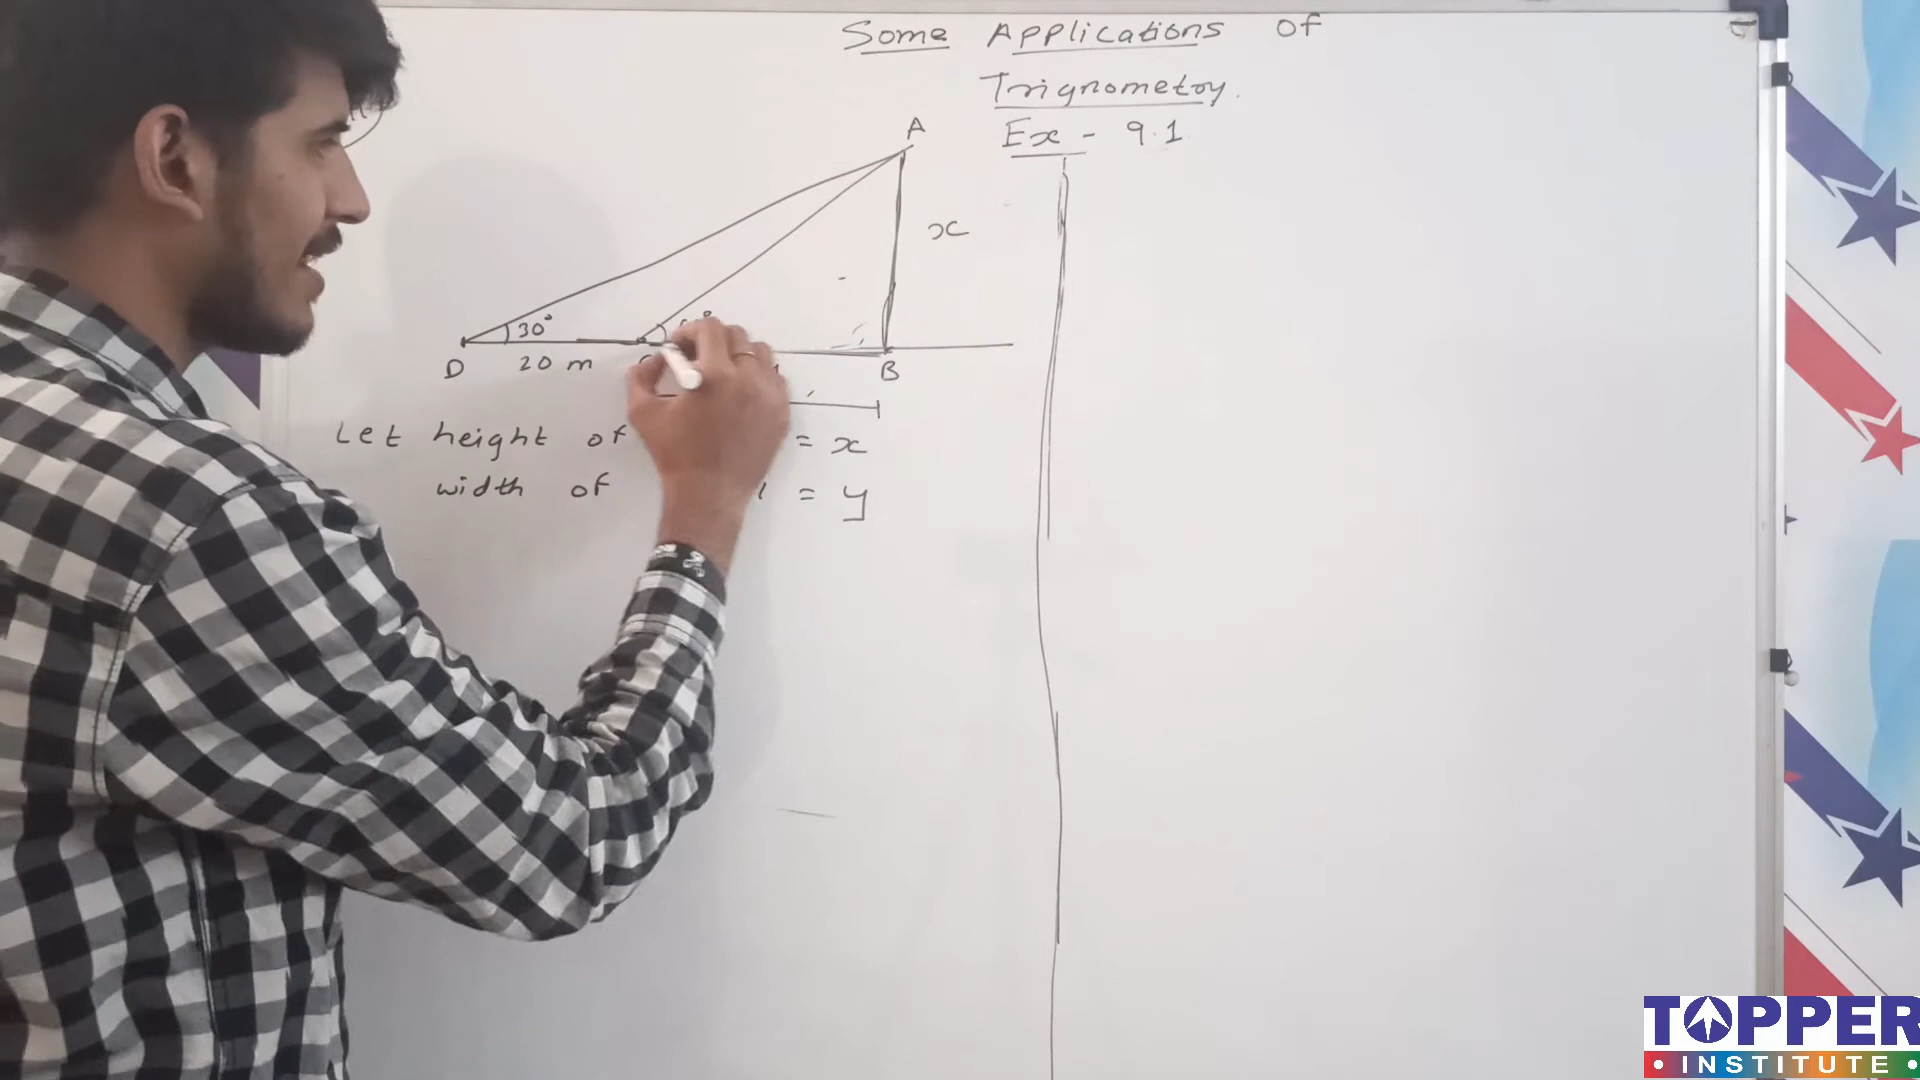 Some Applications Of
Trignometry.
Ex - 9.1
A
x
30°
D 20 m B
Let height of = x
width of = y
TOPPER
INSTITUTE